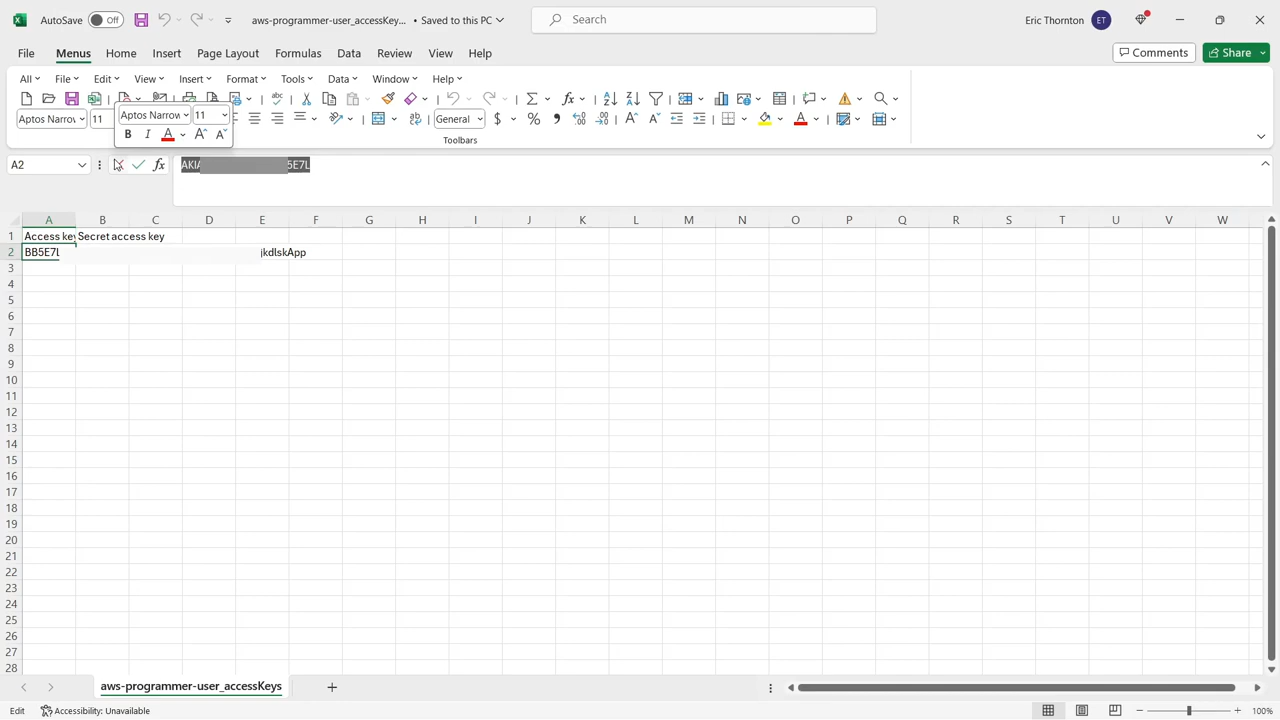 AutoSave Off aws-programmer-user_accessKey... • Saved to this PC Search Eric Thornton ET
File Menus Home Insert Page Layout Formulas Data Review View Help Comments Share
All File Edit View Insert Format Tools Data Window Help
Aptos Narrow 11 Aptos Narrow 11 General $ %
B I A A A
Toolbars
A2 fx AKIA 5E7L
A B C D E F G H I J K L M N O P Q R S T U V W
1 Access key Secret access key
2 BB5E7L jkdlskApp
3
4
5
6
7
8
9
10
11
12
13
14
15
16
17
18
19
20
21
22
23
24
25
26
27
28
aws-programmer-user_accessKeys
Edit Accessibility: Unavailable 100%